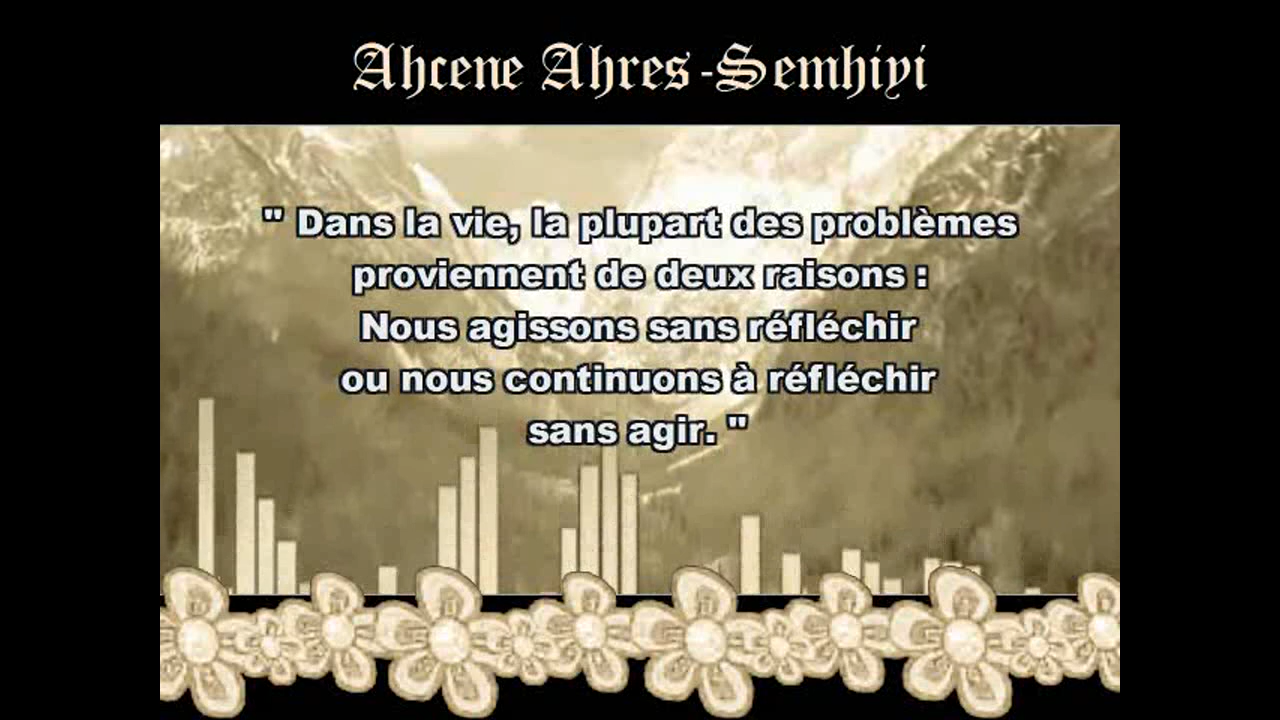 Ahcene Ahres -Semhiyi
" Dans la vie, la plupart des problèmes
proviennent de deux raisons :
Nous agissons sans réfléchir
ou nous continuons à réfléchir
sans agir. "